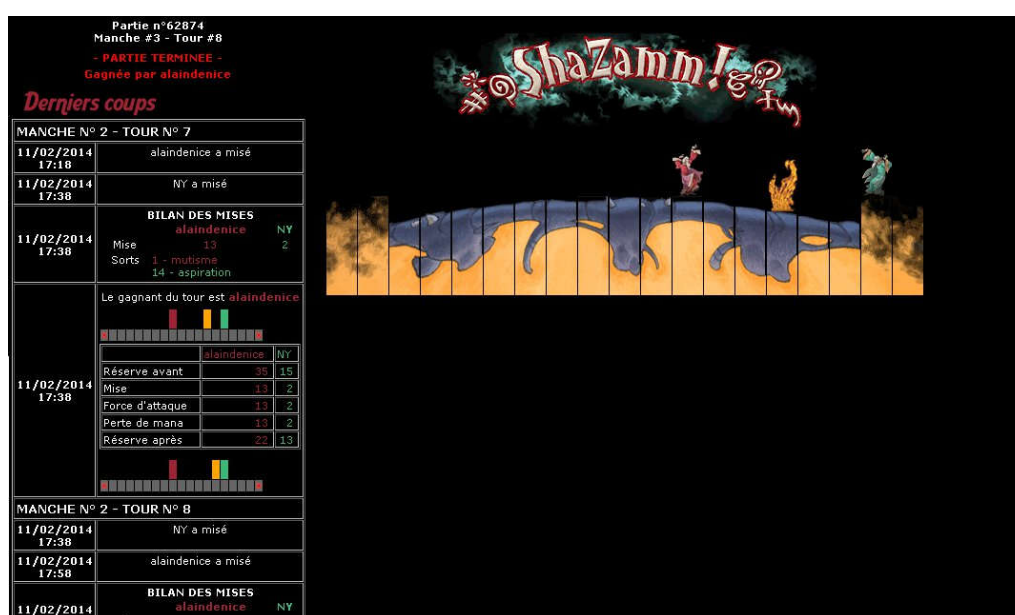 Partie n°62874
Manche #3 - Tour #8
- PARTIE TERMINEE -
Gagnée par alaindenice
Derniers coups
MANCHE N° 2 - TOUR N° 7
11/02/2014 17:18
alaindenice a misé
11/02/2014 17:38
NY a misé
11/02/2014 17:38
BILAN DES MISES
alaindenice NY
Mise 13 2
Sorts 1 - mutisme
14 - aspiration
11/02/2014 17:38
Le gagnant du tour est alaindenice
alaindenice NY
Réserve avant 35 15
Mise 13 2
Force d'attaque 13 2
Perte de mana 13 2
Réserve après 22 13
MANCHE N° 2 - TOUR N° 8
11/02/2014 17:38
NY a misé
11/02/2014 17:58
alaindenice a misé
11/02/2014
BILAN DES MISES
alaindenice NY
ShaZamm!